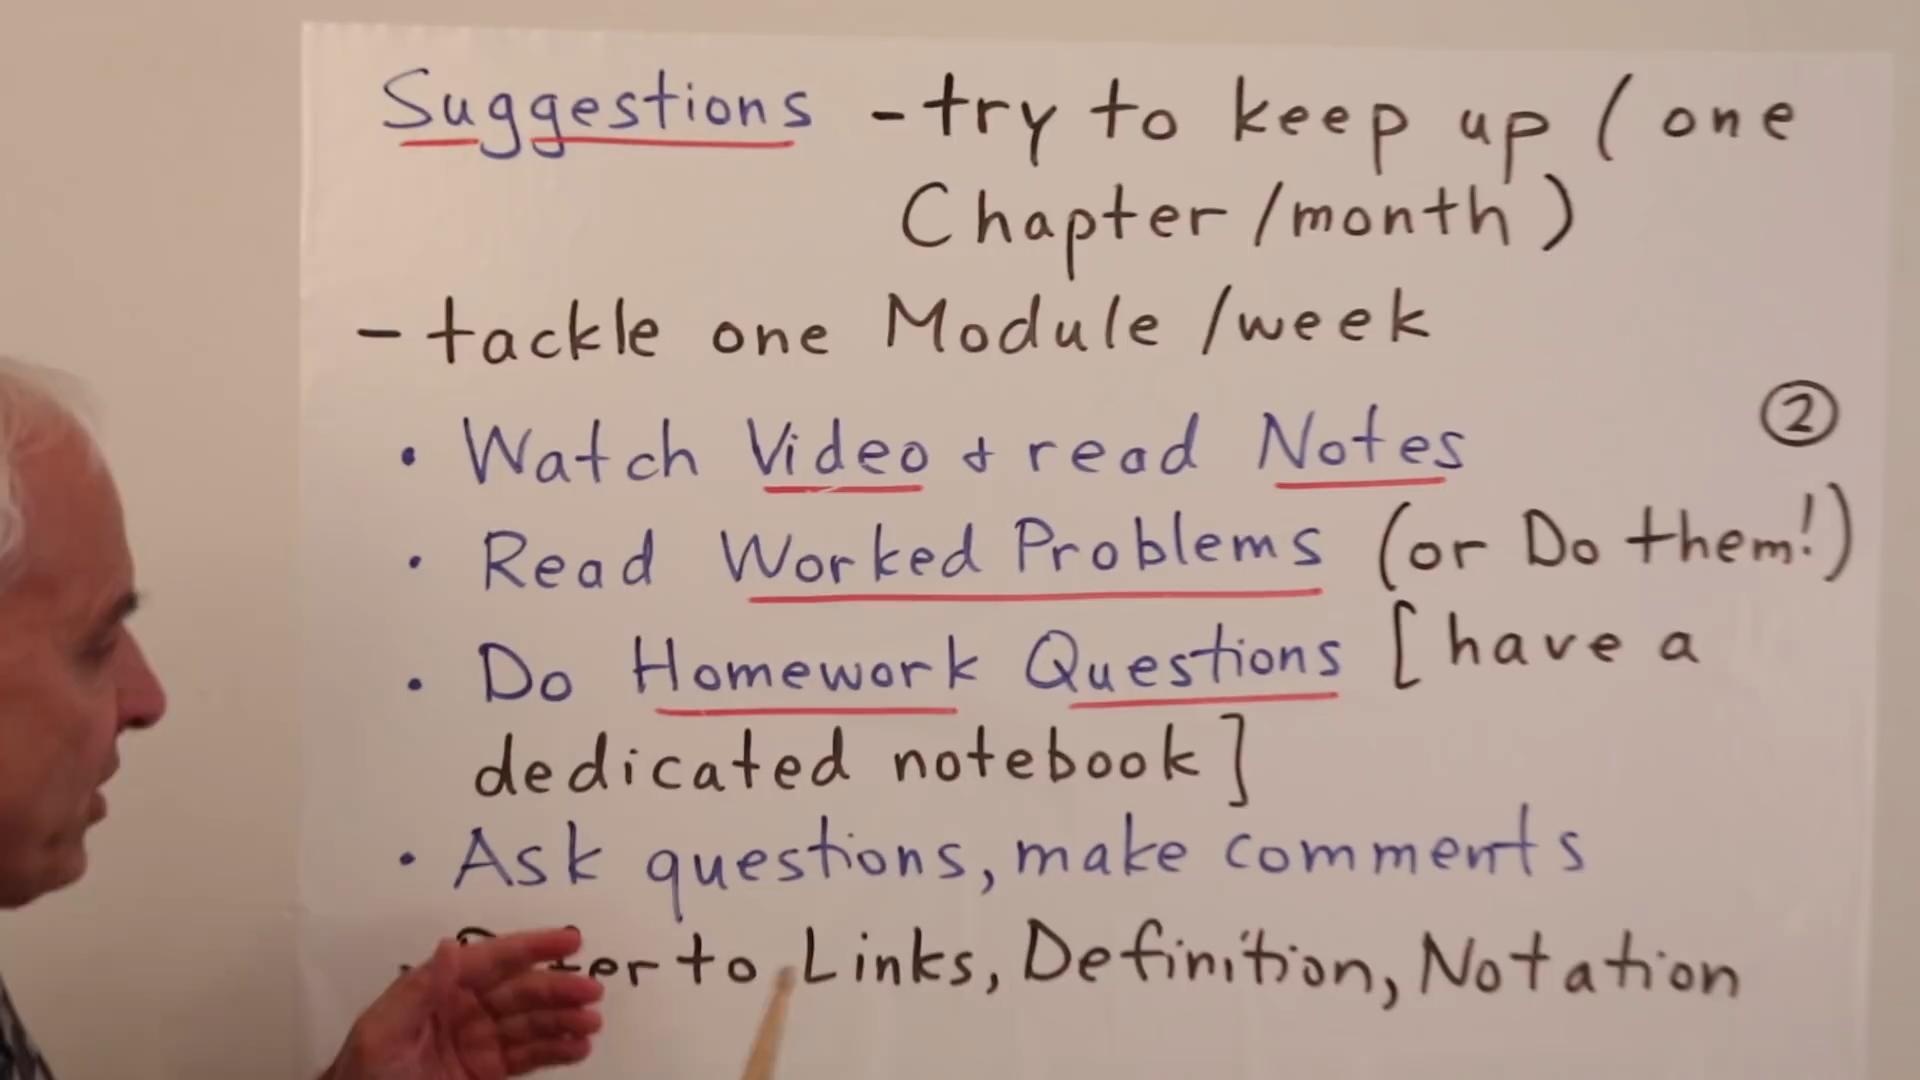 Suggestions - try to keep up (one
Chapter/month)
- tackle one Module/week
②
• Watch Video & read Notes
• Read Worked Problems (or Do them!)
• Do Homework Questions [have a
dedicated notebook]
• Ask questions, make comments
to Links, Definition, Notation